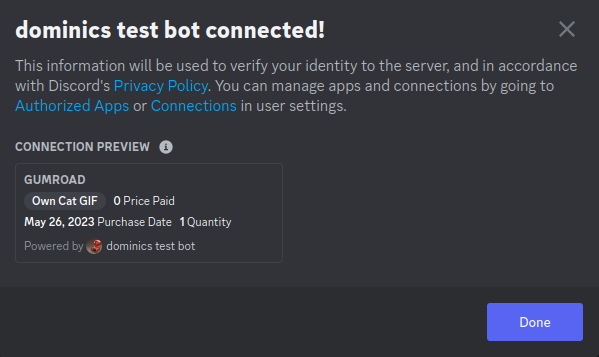 dominics test bot connected!
This information will be used to verify your identity to the server, and in accordance
with Discord's Privacy Policy. You can manage apps and connections by going to
Authorized Apps or Connections in user settings.
CONNECTION PREVIEW
GUMROAD
Own Cat GIF 0 Price Paid
May 26, 2023 Purchase Date 1 Quantity
Powered by dominics test bot
Done